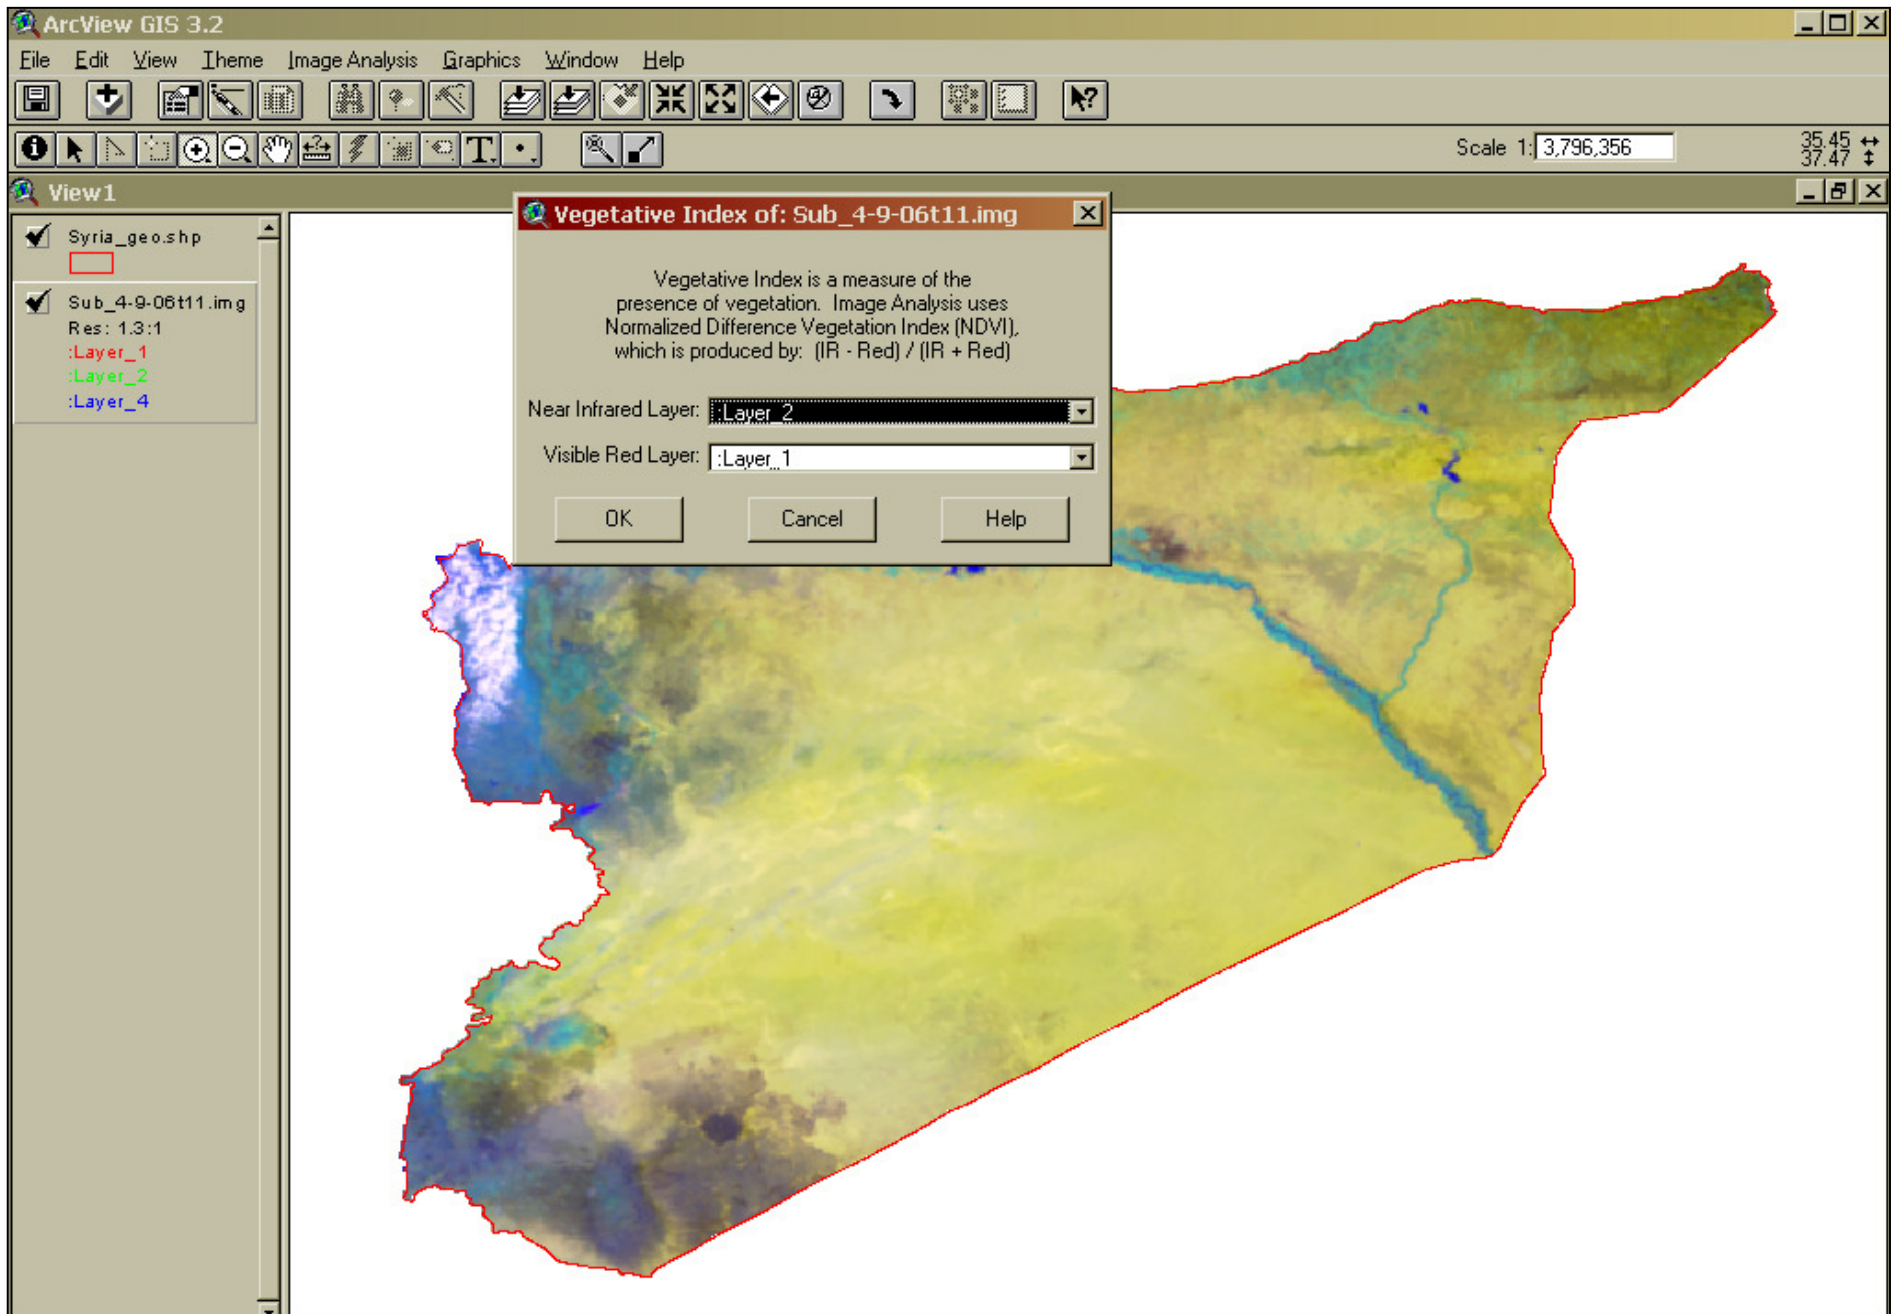 ArcView GIS 3.2
File Edit View Theme Image Analysis Graphics Window Help
Scale 1: 3,796,356
35.45
37.47
View1
Syria_geo.shp
Sub_4-9-06t11.img
Res: 1.3:1
:Layer_1
:Layer_2
:Layer_4
Vegetative Index of: Sub_4-9-06t11.img
Vegetative Index is a measure of the
presence of vegetation. Image Analysis uses
Normalized Difference Vegetation Index (NDVI),
which is produced by: (IR - Red) / (IR + Red)
Near Infrared Layer: :Layer_2
Visible Red Layer: :Layer_1
OK Cancel Help